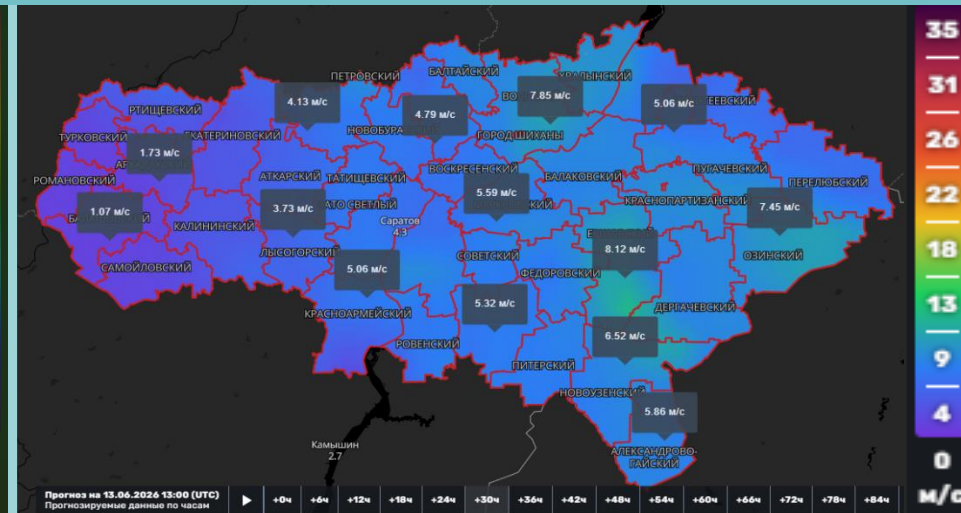 ПЕТРОВСКИЙ
БАЛТАЙСКИЙ
4.13 м/с
4.79 м/с
7.85 м/с
5.06 м/с
РТИЩЕВСКИЙ
ТУРКОВСКИЙ
ЕКАТЕРИНОВСКИЙ
ГОРОД ШИХАНЫ
1.73 м/с
РОМАНОВСКИЙ
АТКАРСКИЙ
ТАТИЩЕВСКИЙ
ВОСКРЕСЕНСКИЙ
БАЛАКОВСКИЙ
ПУГАЧЕВСКИЙ
ПЕРЕЛЮБСКИЙ
1.07 м/с
3.73 м/с
СВЕТЛЫЙ
5.59 м/с
КРАСНОПАРТИЗАНСКИЙ
7.45 м/с
КАЛИНИНСКИЙ
Саратов
4.3
ЛЫСОГОРСКИЙ
СОВЕТСКИЙ
8.12 м/с
ОЗИНСКИЙ
САМОЙЛОВСКИЙ
5.06 м/с
ФЕДОРОВСКИЙ
КРАСНОАРМЕЙСКИЙ
5.32 м/с
ДЕРГАЧЕВСКИЙ
РОВЕНСКИЙ
6.52 м/с
ПИТЕРСКИЙ
НОВОУЗЕНСКИЙ
5.86 м/с
Камышин
2.7
АЛЕКСАНДРОВО-
ГАЙСКИЙ
Прогноз на 13.06.2026 13:00 (UTC)
Прогнозируемые данные по часам
+0ч +6ч +12ч +18ч +24ч +30ч +36ч +42ч +48ч +54ч +60ч +66ч +72ч +78ч +84ч
35
31
26
22
18
13
9
4
0
м/с